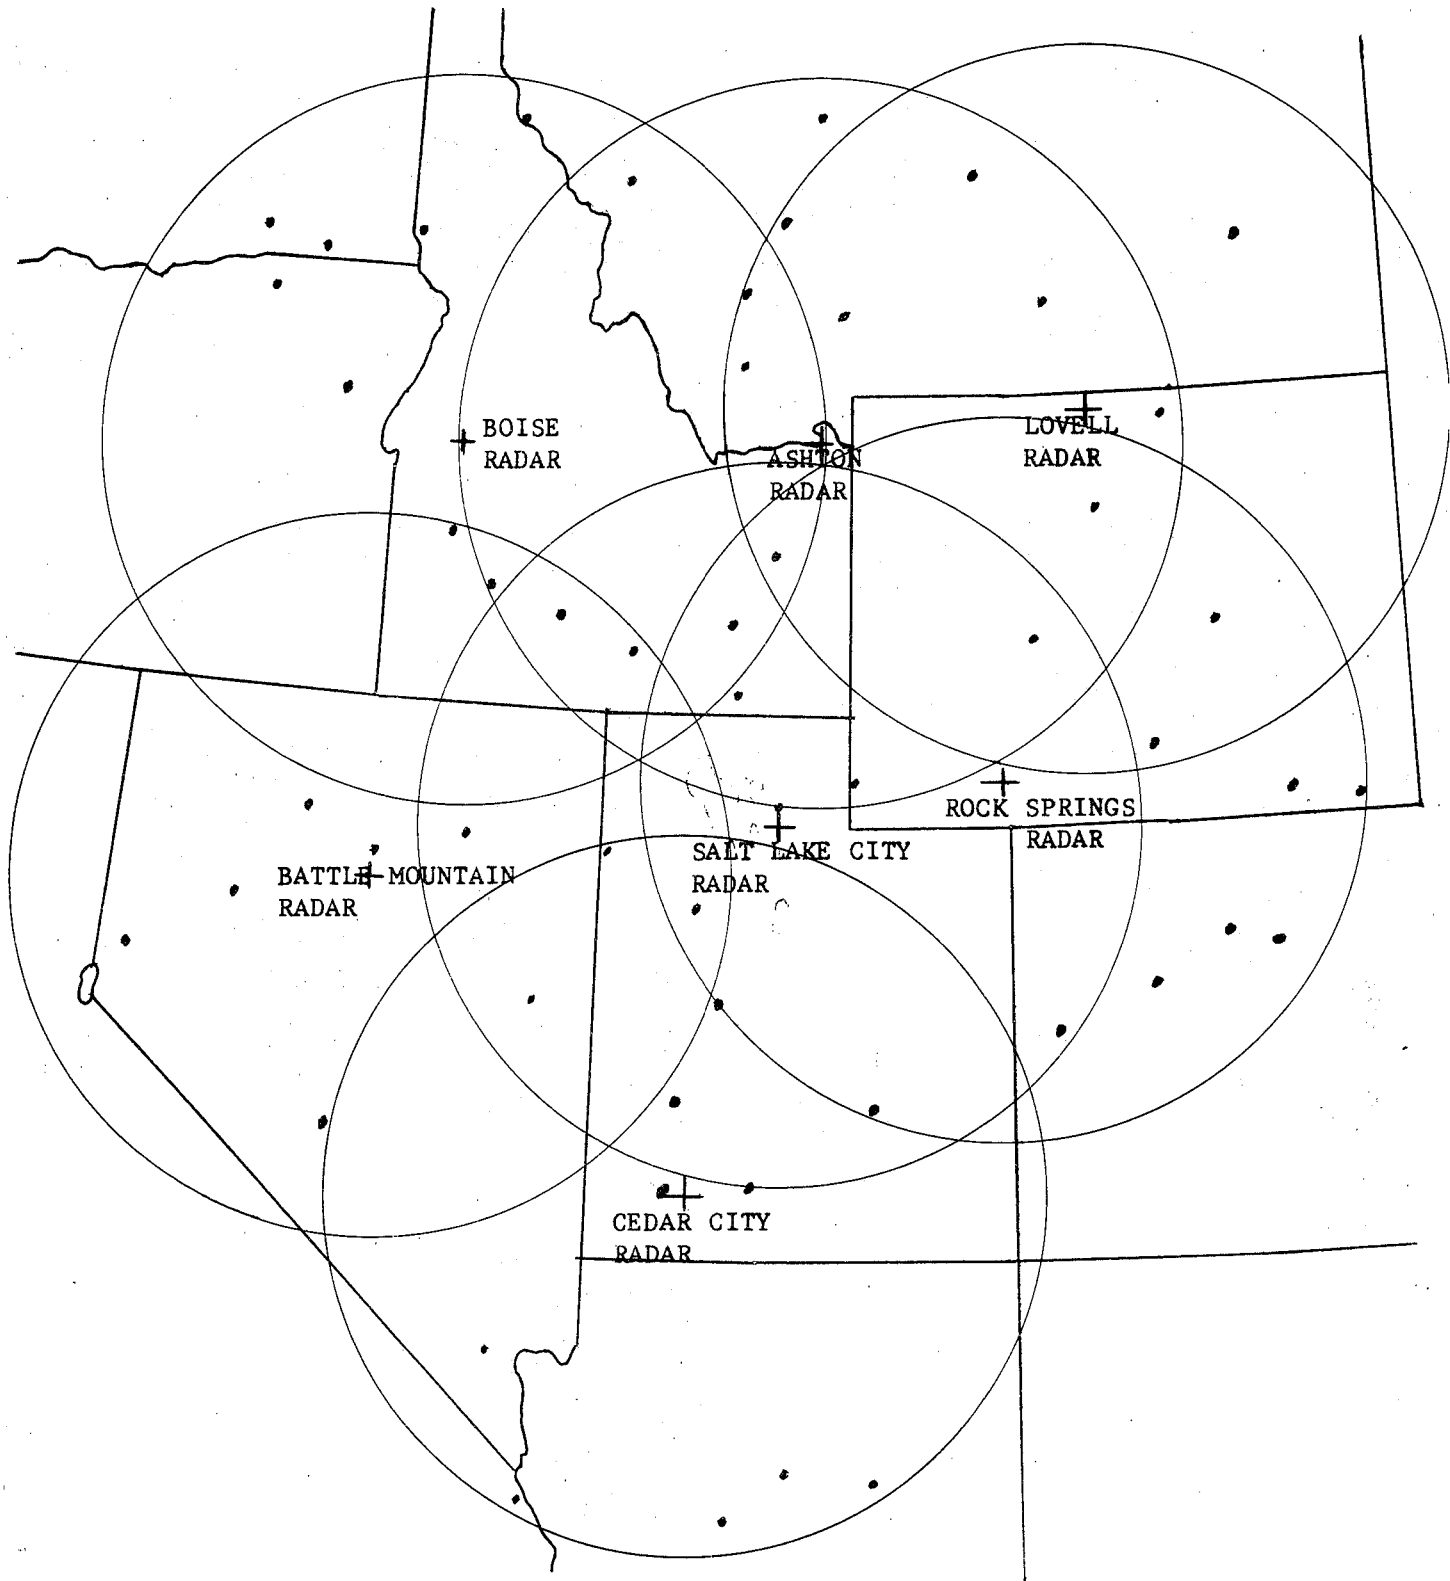 BOISE
RADAR
ASHTON
RADAR
LOVELL
RADAR
ROCK SPRINGS
RADAR
SALT LAKE CITY
RADAR
BATTLE MOUNTAIN
RADAR
CEDAR CITY
RADAR